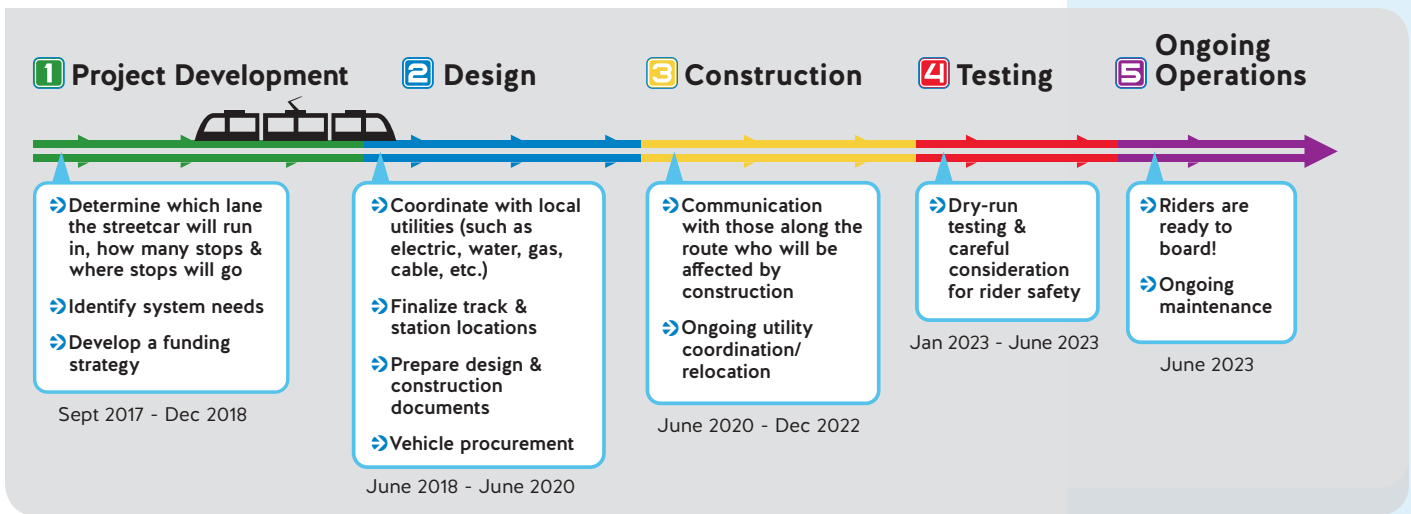 1 Project Development
Determine which lane
the streetcar will run
in, how many stops &
where stops will go
Identify system needs
Develop a funding
strategy
Sept 2017 - Dec 2018
2 Design
Coordinate with local
utilities (such as
electric, water, gas,
cable, etc.)
Finalize track &
station locations
Prepare design &
construction
documents
Vehicle procurement
June 2018 - June 2020
3 Construction
Communication
with those along the
route who will be
affected by
construction
Ongoing utility
coordination/
relocation
June 2020 - Dec 2022
4 Testing
Dry-run
testing &
careful
consideration
for rider safety
Jan 2023 - June 2023
5 Ongoing
Operations
Riders are
ready to
board!
Ongoing
maintenance
June 2023